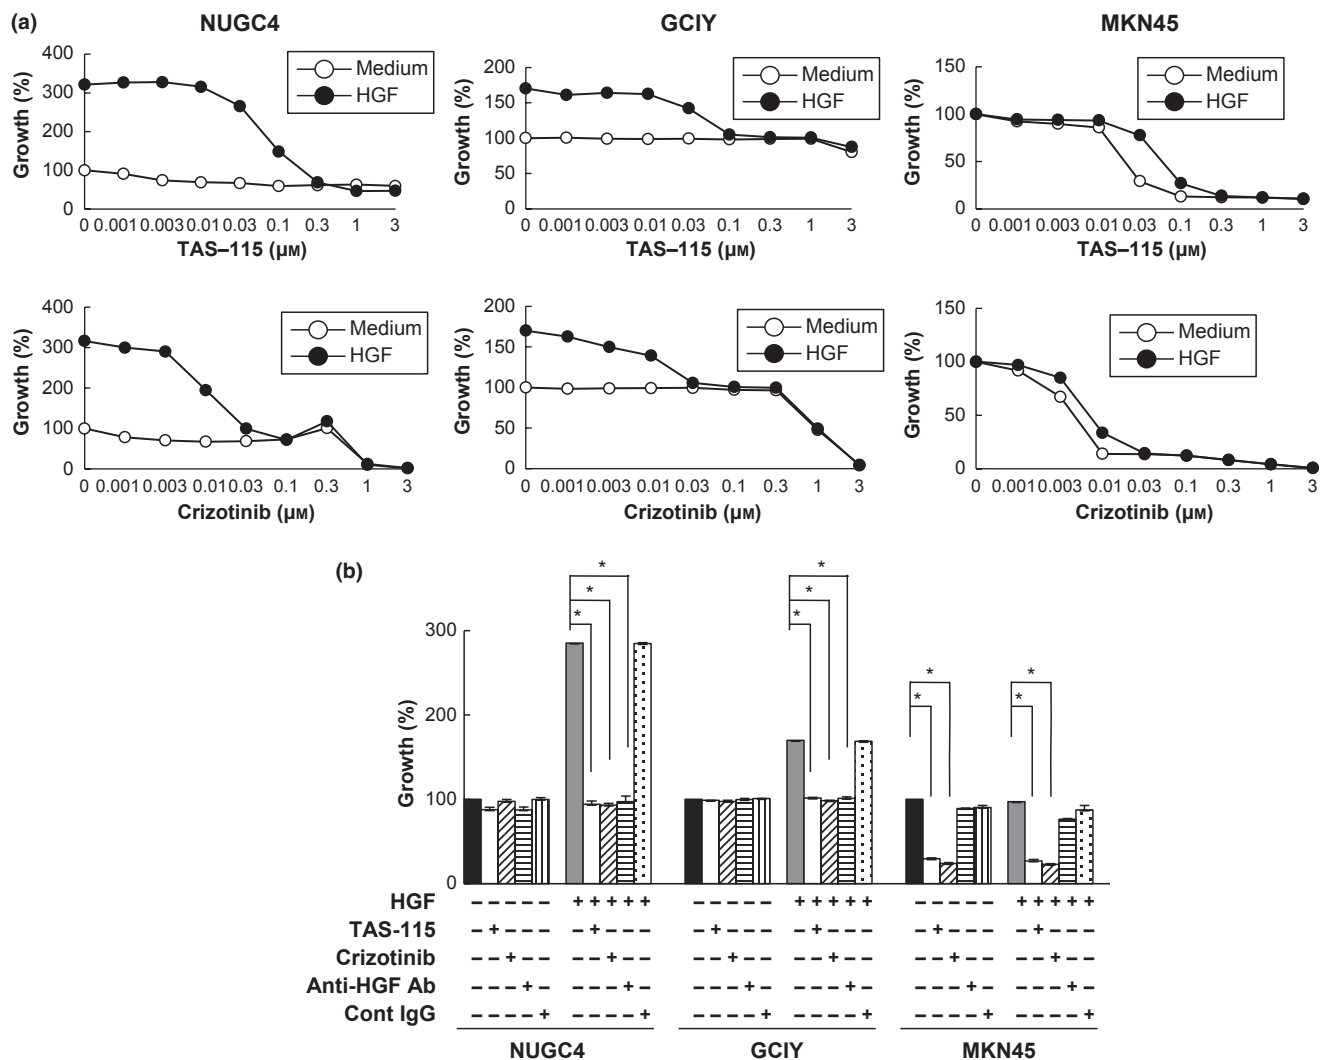 (a)
NUGC4 GCIY MKN45
Growth (%)
400
300
200
100
0
Medium
HGF
0 0.001 0.003 0.01 0.03 0.1 0.3 1 3
TAS–115 (μM)
Growth (%)
200
150
100
50
0
Medium
HGF
0 0.001 0.003 0.01 0.03 0.1 0.3 1 3
TAS–115 (μM)
Growth (%)
150
100
50
0
Medium
HGF
0 0.001 0.003 0.01 0.03 0.1 0.3 1 3
TAS–115 (μM)
Growth (%)
400
300
200
100
0
Medium
HGF
0 0.001 0.003 0.01 0.03 0.1 0.3 1 3
Crizotinib (μM)
Growth (%)
200
150
100
50
0
Medium
HGF
0 0.001 0.003 0.01 0.03 0.1 0.3 1 3
Crizotinib (μM)
Growth (%)
150
100
50
0
Medium
HGF
0 0.001 0.003 0.01 0.03 0.1 0.3 1 3
Crizotinib (μM)
(b)
Growth (%)
300
200
100
0
* * *
* * *
* *
* *
HGF – – – – – + + + + + – – – – – + + + + + – – – – – + + + + +
TAS-115 – + – – – – + – – – – + – – – – + – – – – + – – – – + – – –
Crizotinib – – + – – – – + – – – – + – – – – + – – – – + – – – – + – –
Anti-HGF Ab – – – + – – – – + – – – – + – – – – + – – – – + – – – – + –
Cont IgG – – – – + – – – – + – – – – + – – – – + – – – – + – – – – +
NUGC4 GCIY MKN45